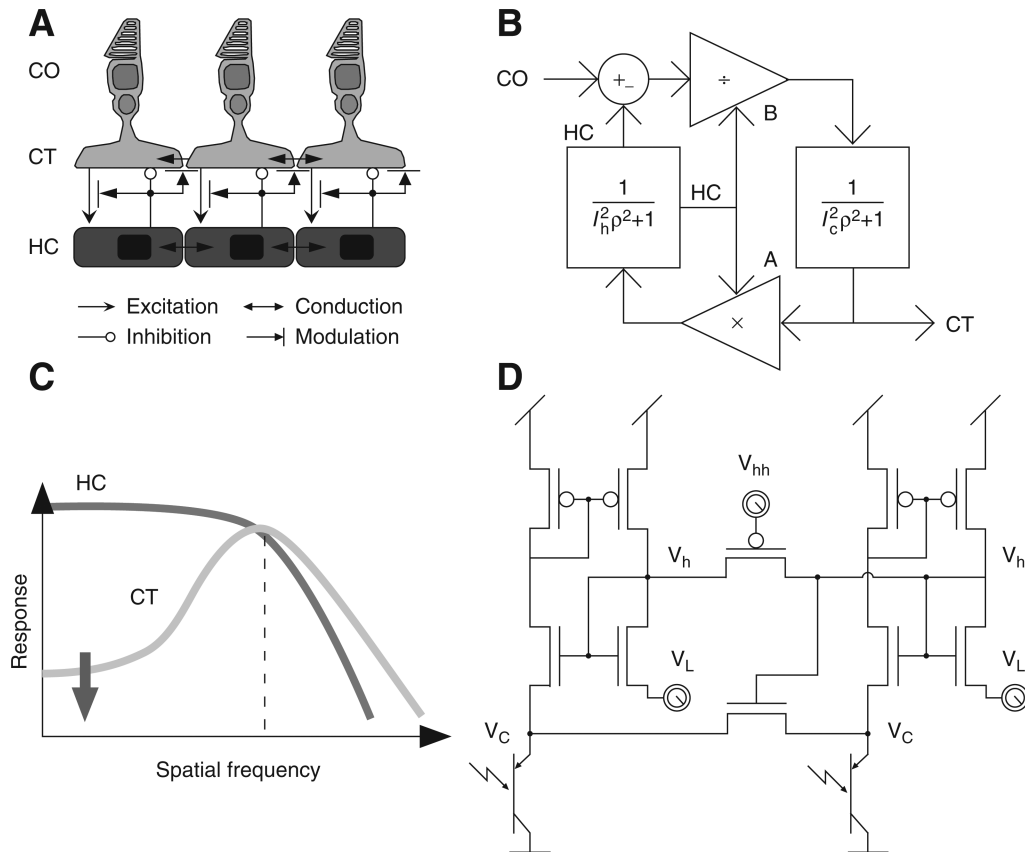 A
CO
CT
HC
Excitation
Conduction
Inhibition
Modulation
B
CO
+−
÷
B
HC
HC
1
l_h^2ρ^2+1
1
l_c^2ρ^2+1
A
×
CT
C
HC
CT
Response
Spatial frequency
D
V_hh
V_h
V_h
V_L
V_L
V_C
V_C